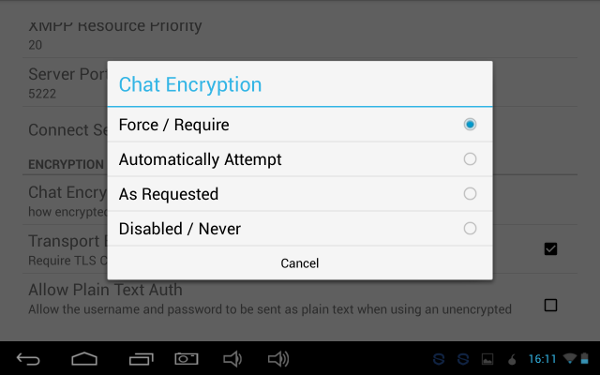 XMPP Resource Priority
20
Server Port
5222
Connect Se
ENCRYPTION
Chat Encryption
Force / Require
Automatically Attempt
As Requested
Disabled / Never
Cancel
Chat Encry
how encrypted
Transport E
Require TLS C
Allow Plain Text Auth
Allow the username and password to be sent as plain text when using an unencrypted
16:11